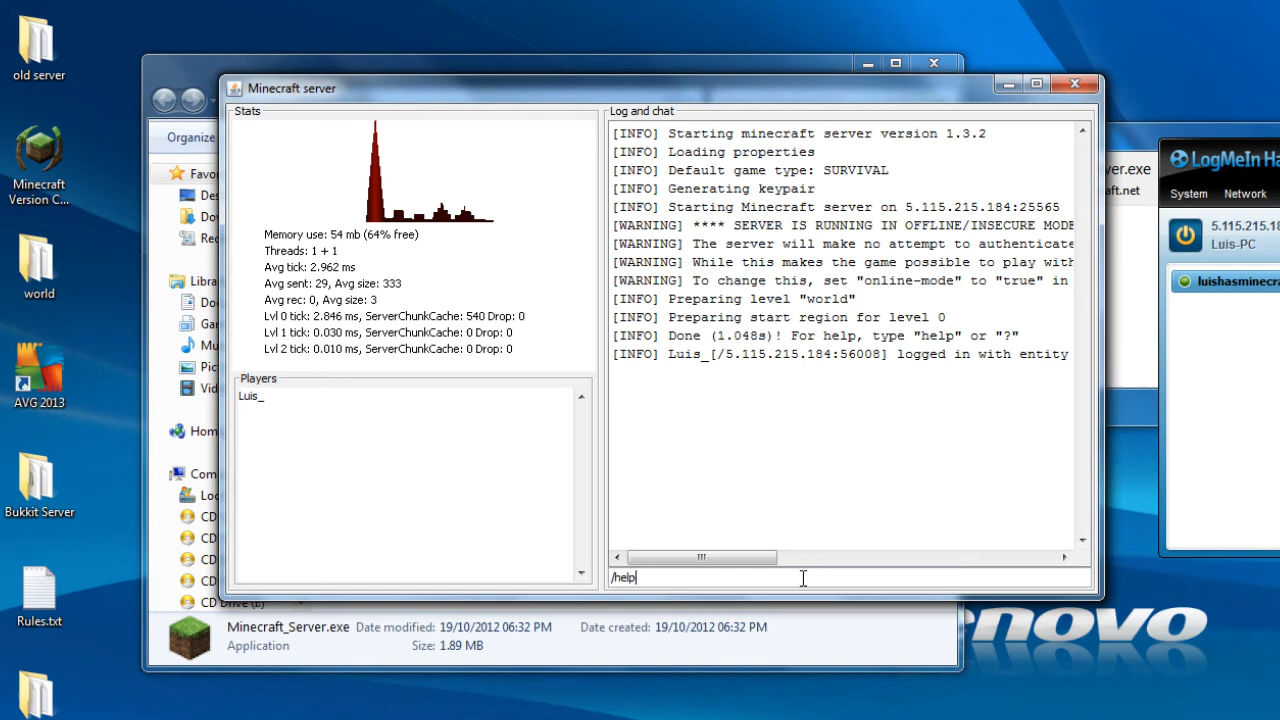 old server
Minecraft
Version C...
world
AVG 2013
Bukkit Server
Rules.txt
Organize
Favor
Des
Dov
Rec
Libra
Do
Gar
Mu
Pict
Vid
Hom
Com
Loc
CD
CD
CD
CD
CD Drive (I:)
Minecraft_Server.exe Date modified: 19/10/2012 06:32 PM Date created: 19/10/2012 06:32 PM
Application Size: 1.89 MB
Minecraft server
Stats
Memory use: 54 mb (64% free)
Threads: 1 + 1
Avg tick: 2.962 ms
Avg sent: 29, Avg size: 333
Avg rec: 0, Avg size: 3
Lvl 0 tick: 2.846 ms, ServerChunkCache: 540 Drop: 0
Lvl 1 tick: 0.030 ms, ServerChunkCache: 0 Drop: 0
Lvl 2 tick: 0.010 ms, ServerChunkCache: 0 Drop: 0
Players
Luis_
Log and chat
[INFO] Starting minecraft server version 1.3.2
[INFO] Loading properties
[INFO] Default game type: SURVIVAL
[INFO] Generating keypair
[INFO] Starting Minecraft server on 5.115.215.184:25565
[WARNING] **** SERVER IS RUNNING IN OFFLINE/INSECURE MODE
[WARNING] The server will make no attempt to authenticate
[WARNING] While this makes the game possible to play with
[WARNING] To change this, set "online-mode" to "true" in
[INFO] Preparing level "world"
[INFO] Preparing start region for level 0
[INFO] Done (1.048s)! For help, type "help" or "?"
[INFO] Luis_[/5.115.215.184:56008] logged in with entity
/help
ver.exe
aft.net
LogMeIn Ha
System Network
5.115.215.18
Luis-PC
luishasminecra
enovo